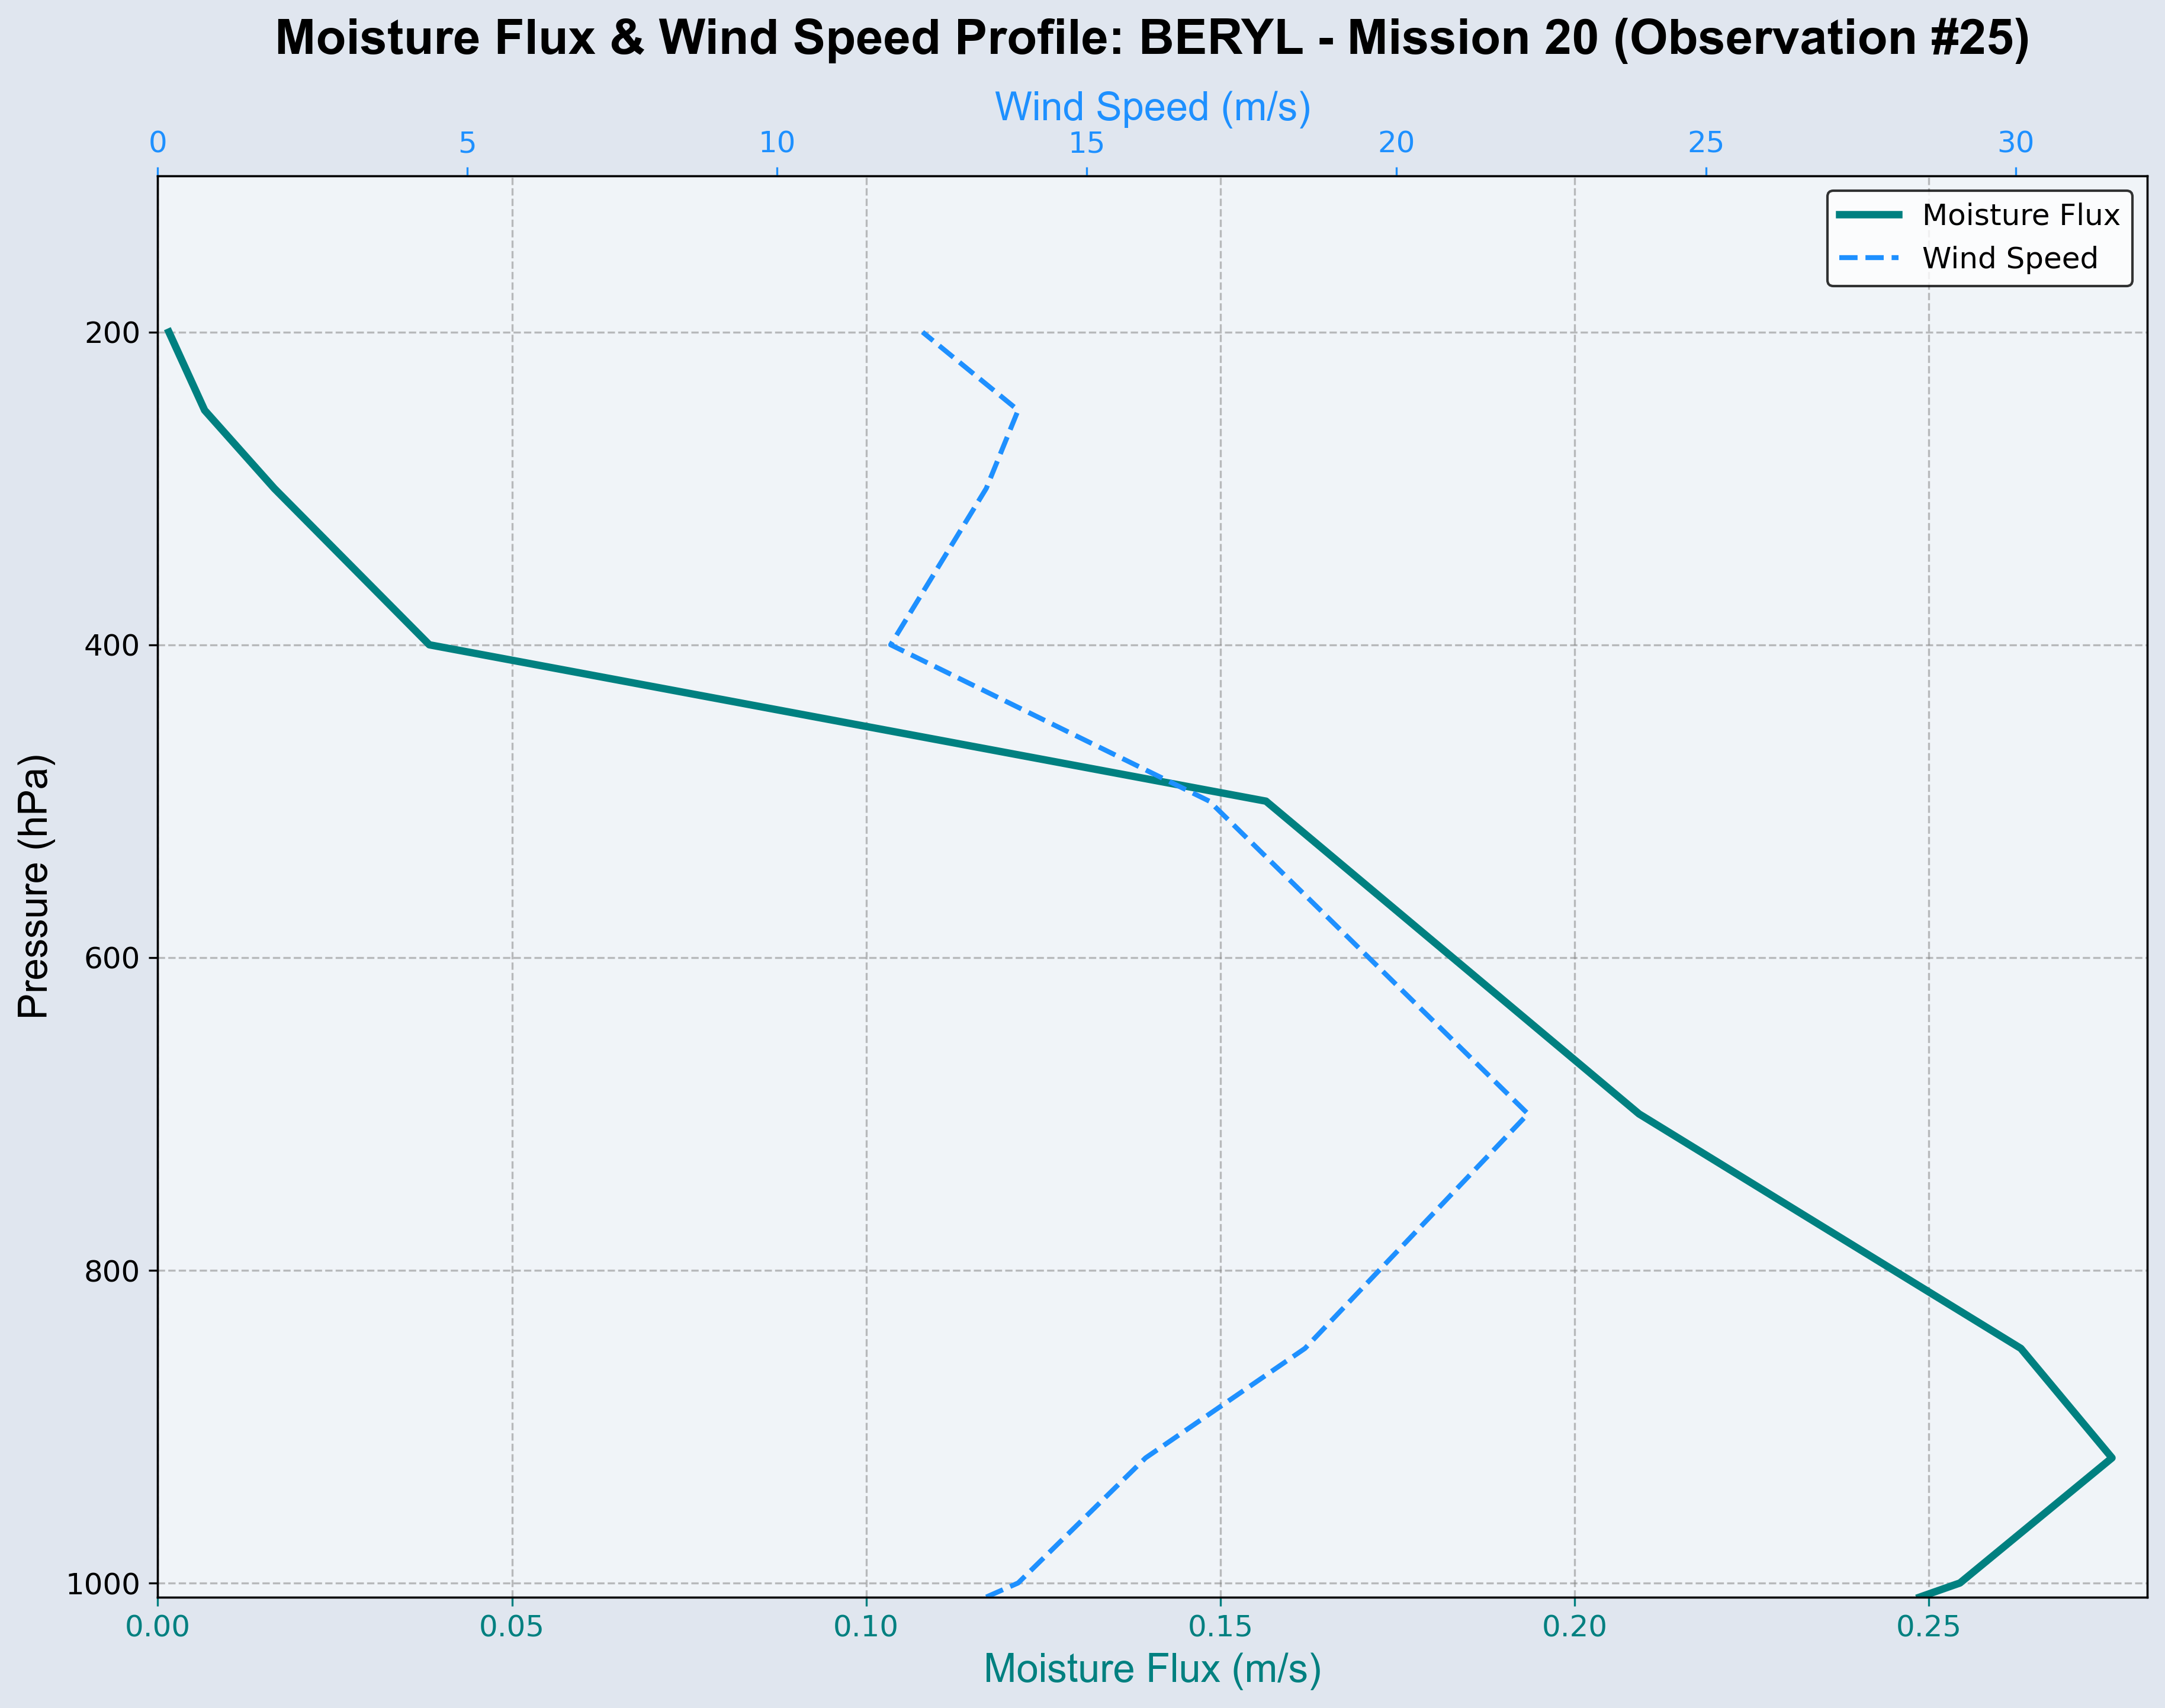 Moisture Flux & Wind Speed Profile: BERYL - Mission 20 (Observation #25)
Wind Speed (m/s)
0 5 10 15 20 25 30
Moisture Flux
Wind Speed
200
400
600
800
1000
Pressure (hPa)
0.00 0.05 0.10 0.15 0.20 0.25
Moisture Flux (m/s)